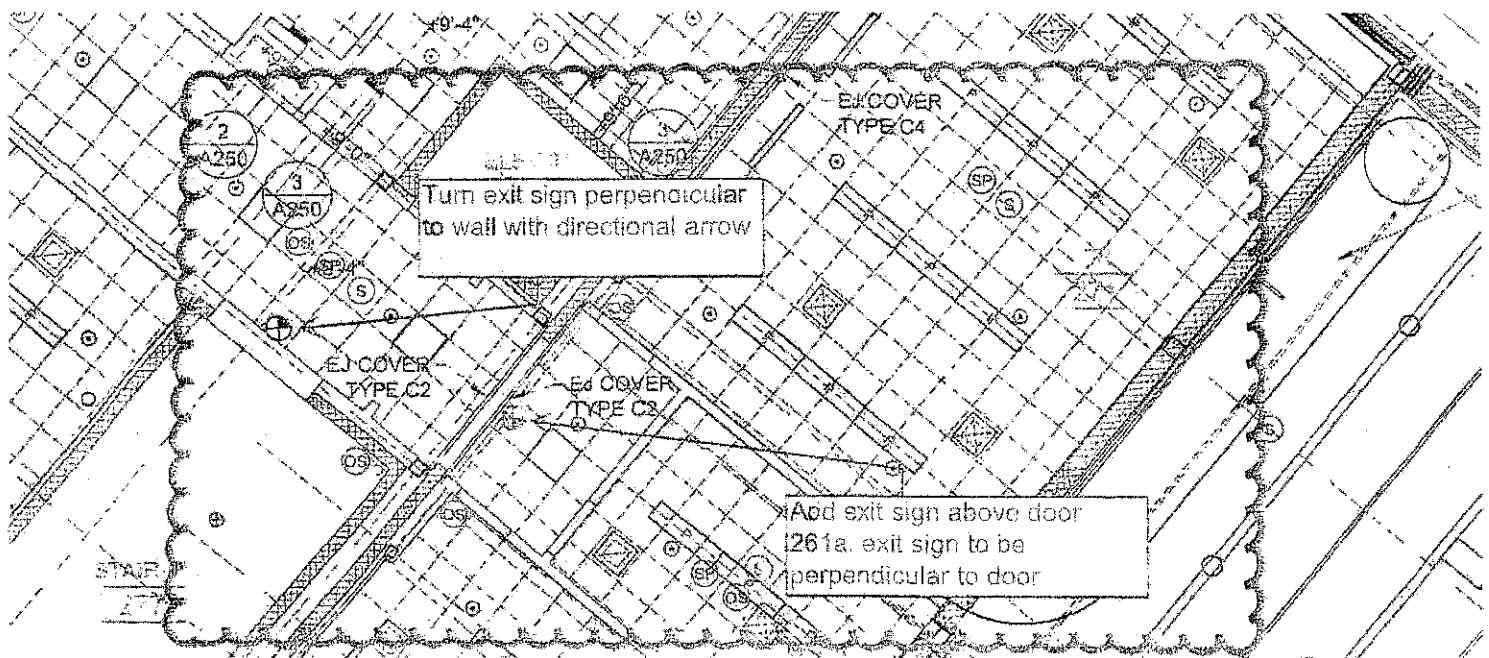 +9'-4"
EJ COVER
TYPE C4
2
A250
3
A250
3
A250
SP
S
Turn exit sign perpendicular
to wall with directional arrow
OS
SP
S
OS
EJ COVER
TYPE C2
EJ COVER
TYPE C2
OS
S
OS
Add exit sign above door
261a. exit sign to be
perpendicular to door
SP
S
OS
STAIR